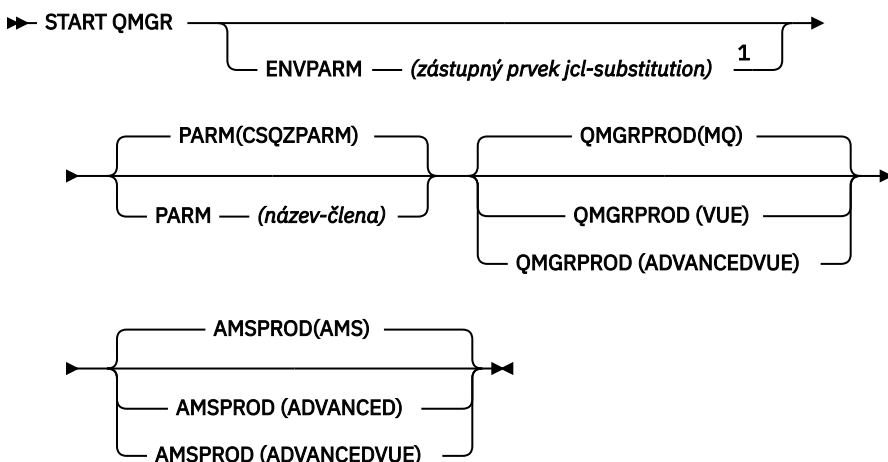 START QMGR
ENVPARM (zástupný prvek jcl-substitution) 1
PARM(CSQZPARM)
PARM (název-člena)
QMGRPROD(MQ)
QMGRPROD (VUE)
QMGRPROD (ADVANCEDVUE)
AMSPROD(AMS)
AMSPROD (ADVANCED)
AMSPROD (ADVANCEDVUE)